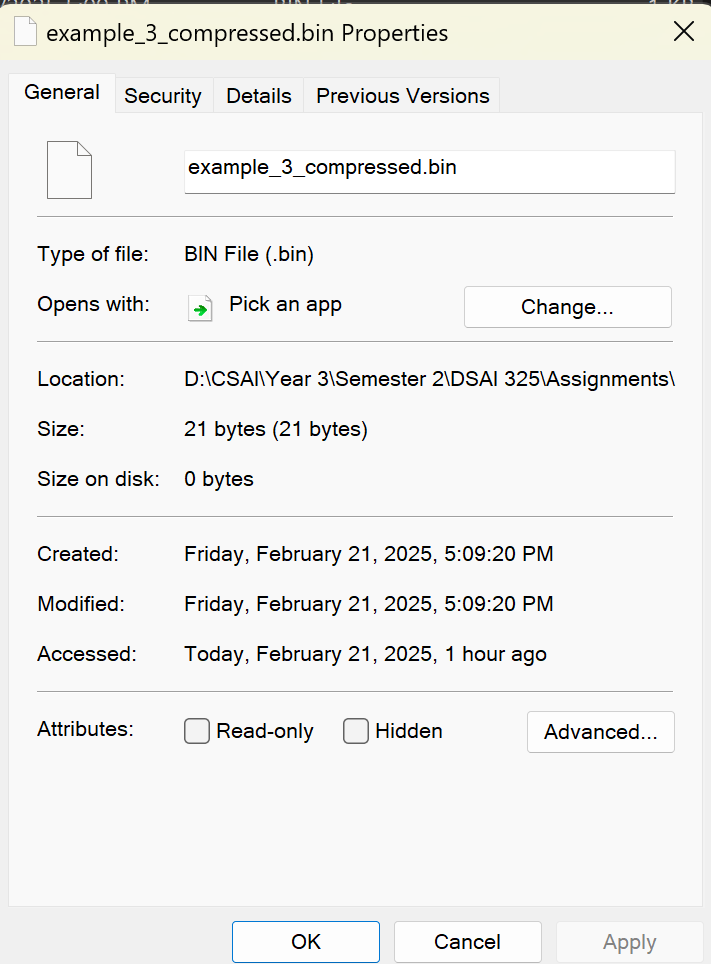 example_3_compressed.bin Properties
General Security Details Previous Versions
example_3_compressed.bin
Type of file: BIN File (.bin)
Opens with: Pick an app Change...
Location: D:\CSAI\Year 3\Semester 2\DSAI 325\Assignments\
Size: 21 bytes (21 bytes)
Size on disk: 0 bytes
Created: Friday, February 21, 2025, 5:09:20 PM
Modified: Friday, February 21, 2025, 5:09:20 PM
Accessed: Today, February 21, 2025, 1 hour ago
Attributes: Read-only Hidden Advanced...
OK Cancel Apply